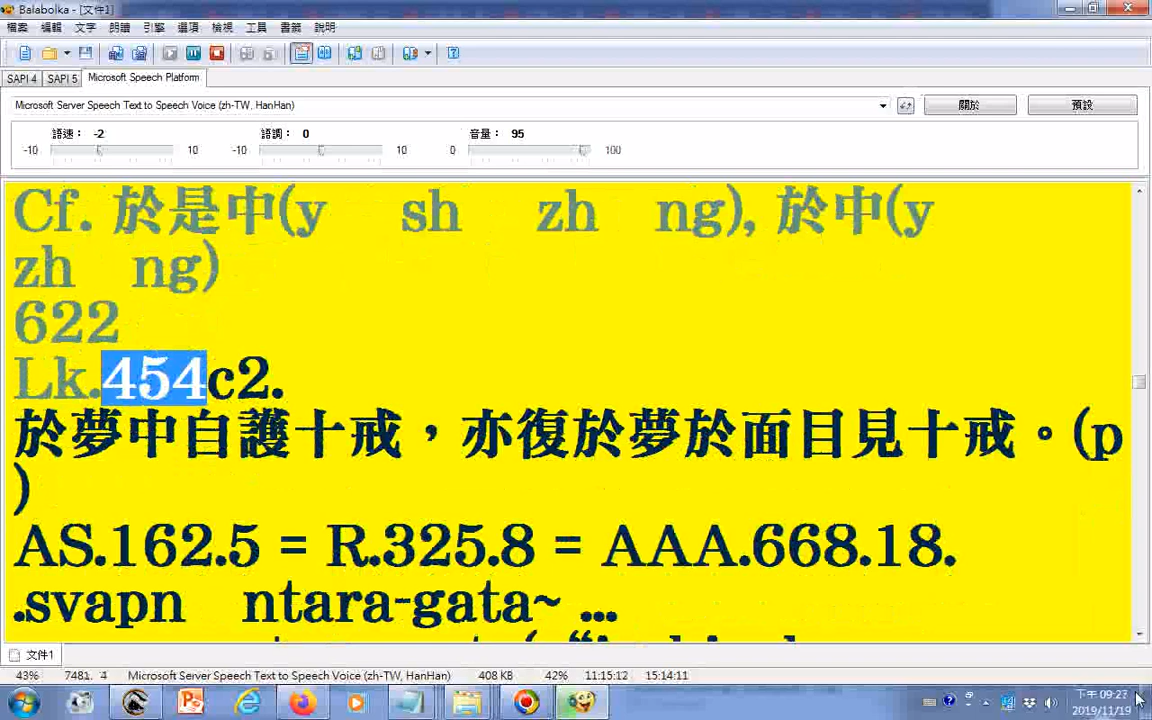 Balabolka - [文件1]
檔案 編輯 文字 朗讀 引擎 選項 檢視 工具 書籤 說明
SAPI 4 SAPI 5 Microsoft Speech Platform
Microsoft Server Speech Text to Speech Voice (zh-TW, HanHan) 關於 預設
語速： -2 語調： 0 音量： 95
-10 10 -10 10 0 100
Cf. 於是中(y sh zh ng), 於中(y
zh ng)
622
Lk.454c2.
於夢中自護十戒，亦復於夢於面目見十戒。(p
)
AS.162.5 = R.325.8 = AAA.668.18.
.svapn ntara-gata~ ...
文件1
43% 7481. 4 Microsoft Server Speech Text to Speech Voice (zh-TW, HanHan) 408 KB 42% 11:15:12 15:14:11
下午 09:23
2019/11/19